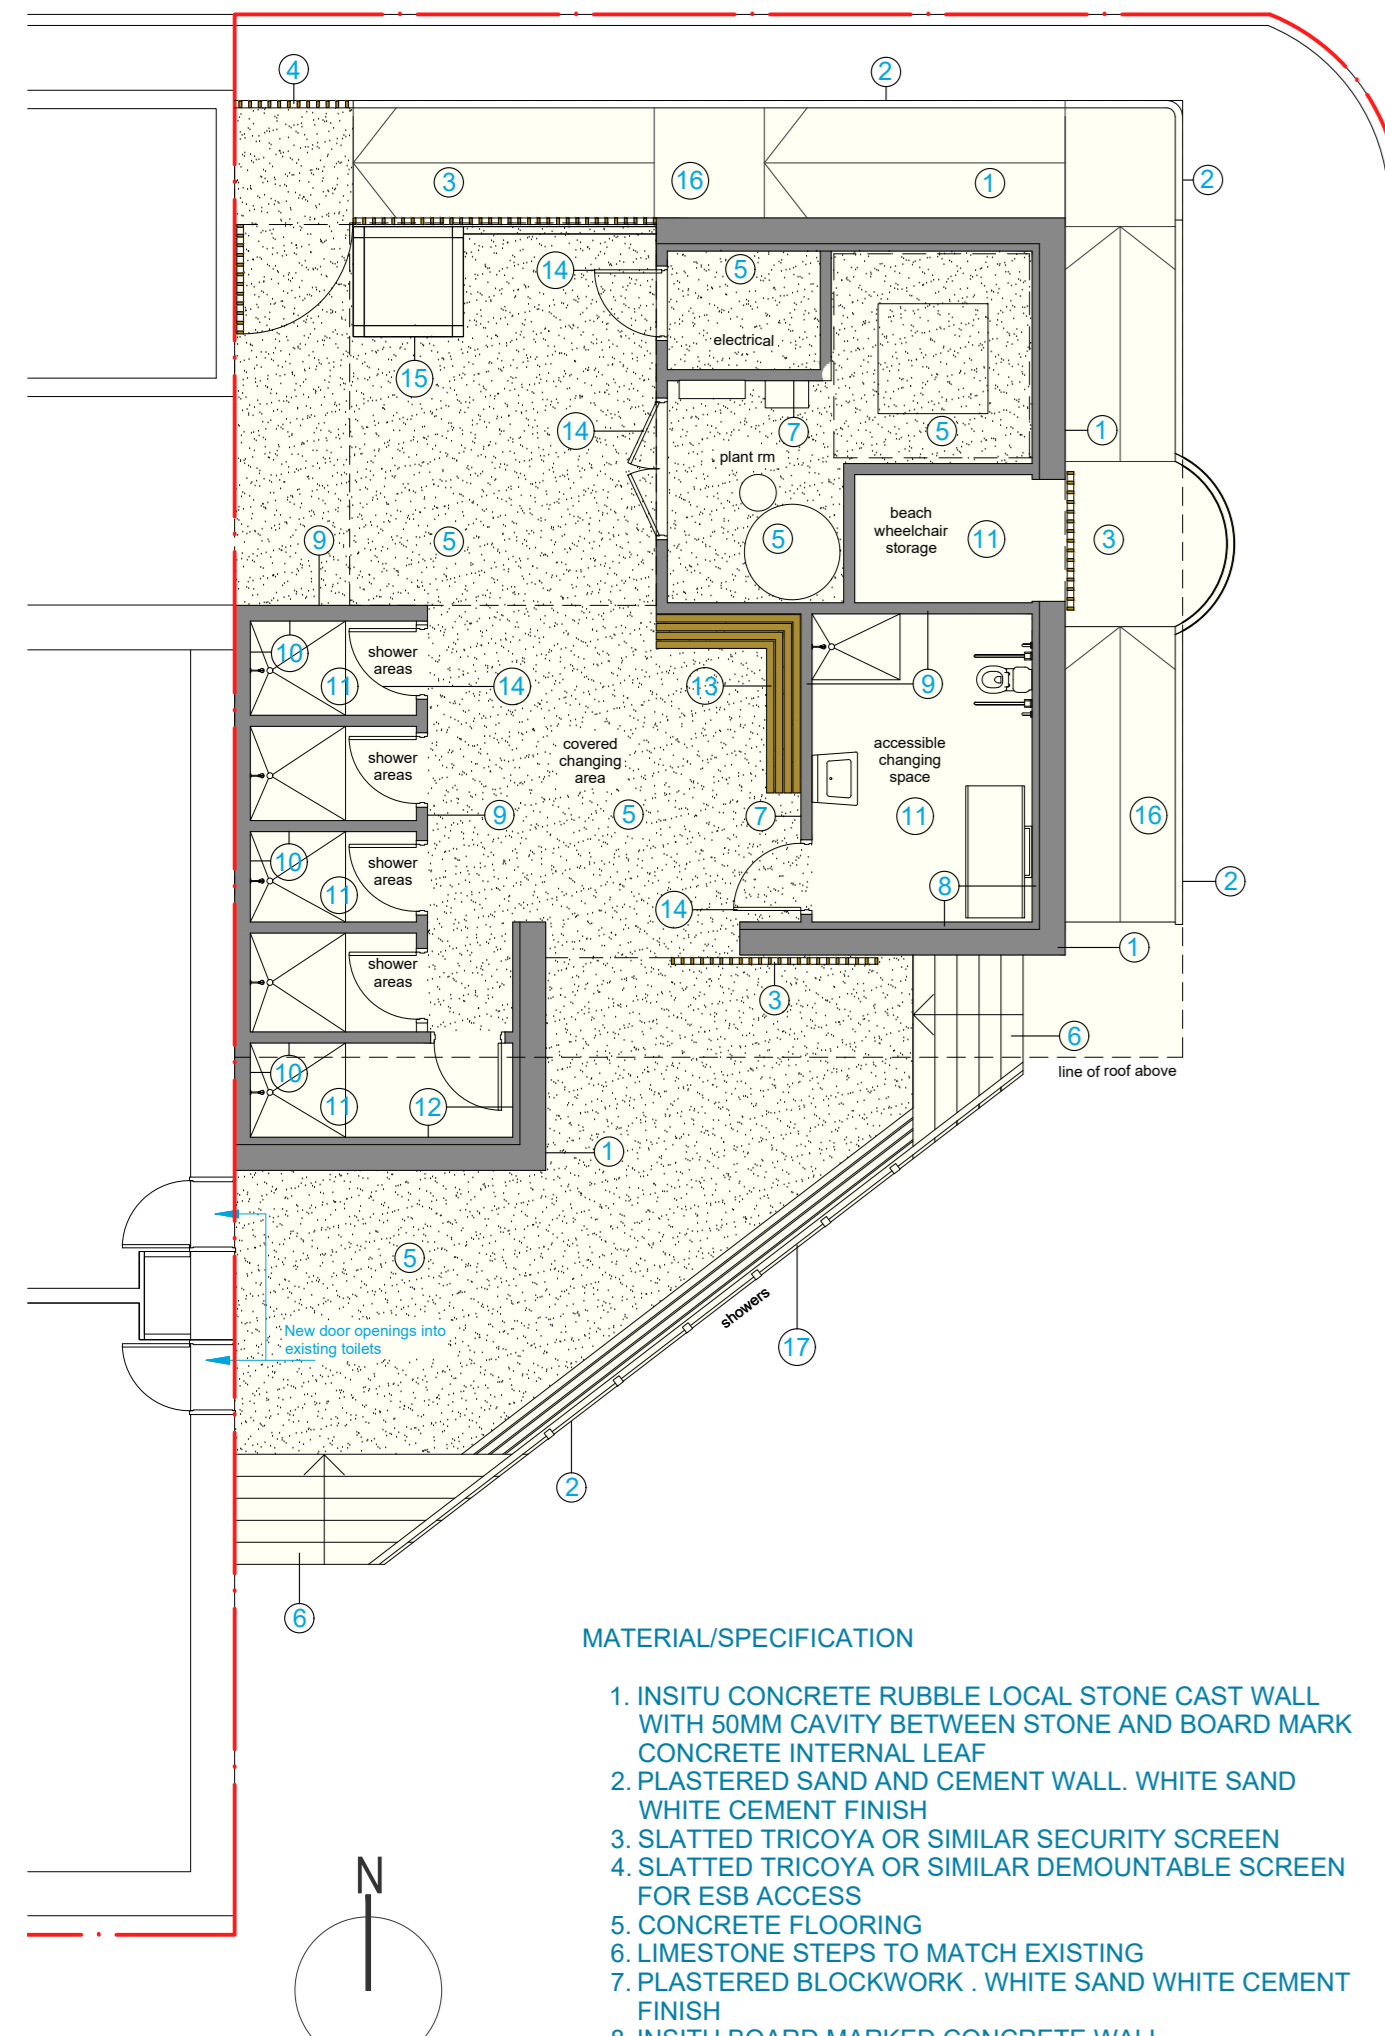 4
2
3
16
1
2
14
5
electrical
15
14
7
5
1
plant rm
beach
wheelchair
storage
11
3
9
5
5
10
shower
areas
11
14
13
9
covered
changing
area
accessible
changing
space
shower
areas
9
5
7
11
16
10
shower
areas
11
8
2
14
1
shower
areas
3
6
10
line of roof above
11
12
1
5
showers
New door openings into
existing toilets
17
2
6
MATERIAL/SPECIFICATION
1. INSITU CONCRETE RUBBLE LOCAL STONE CAST WALL
WITH 50MM CAVITY BETWEEN STONE AND BOARD MARK
CONCRETE INTERNAL LEAF
2. PLASTERED SAND AND CEMENT WALL. WHITE SAND
WHITE CEMENT FINISH
3. SLATTED TRICOYA OR SIMILAR SECURITY SCREEN
4. SLATTED TRICOYA OR SIMILAR DEMOUNTABLE SCREEN
FOR ESB ACCESS
5. CONCRETE FLOORING
6. LIMESTONE STEPS TO MATCH EXISTING
7. PLASTERED BLOCKWORK . WHITE SAND WHITE CEMENT
FINISH
8. INSITU BOARD MARKED CONCRETE WALL
N